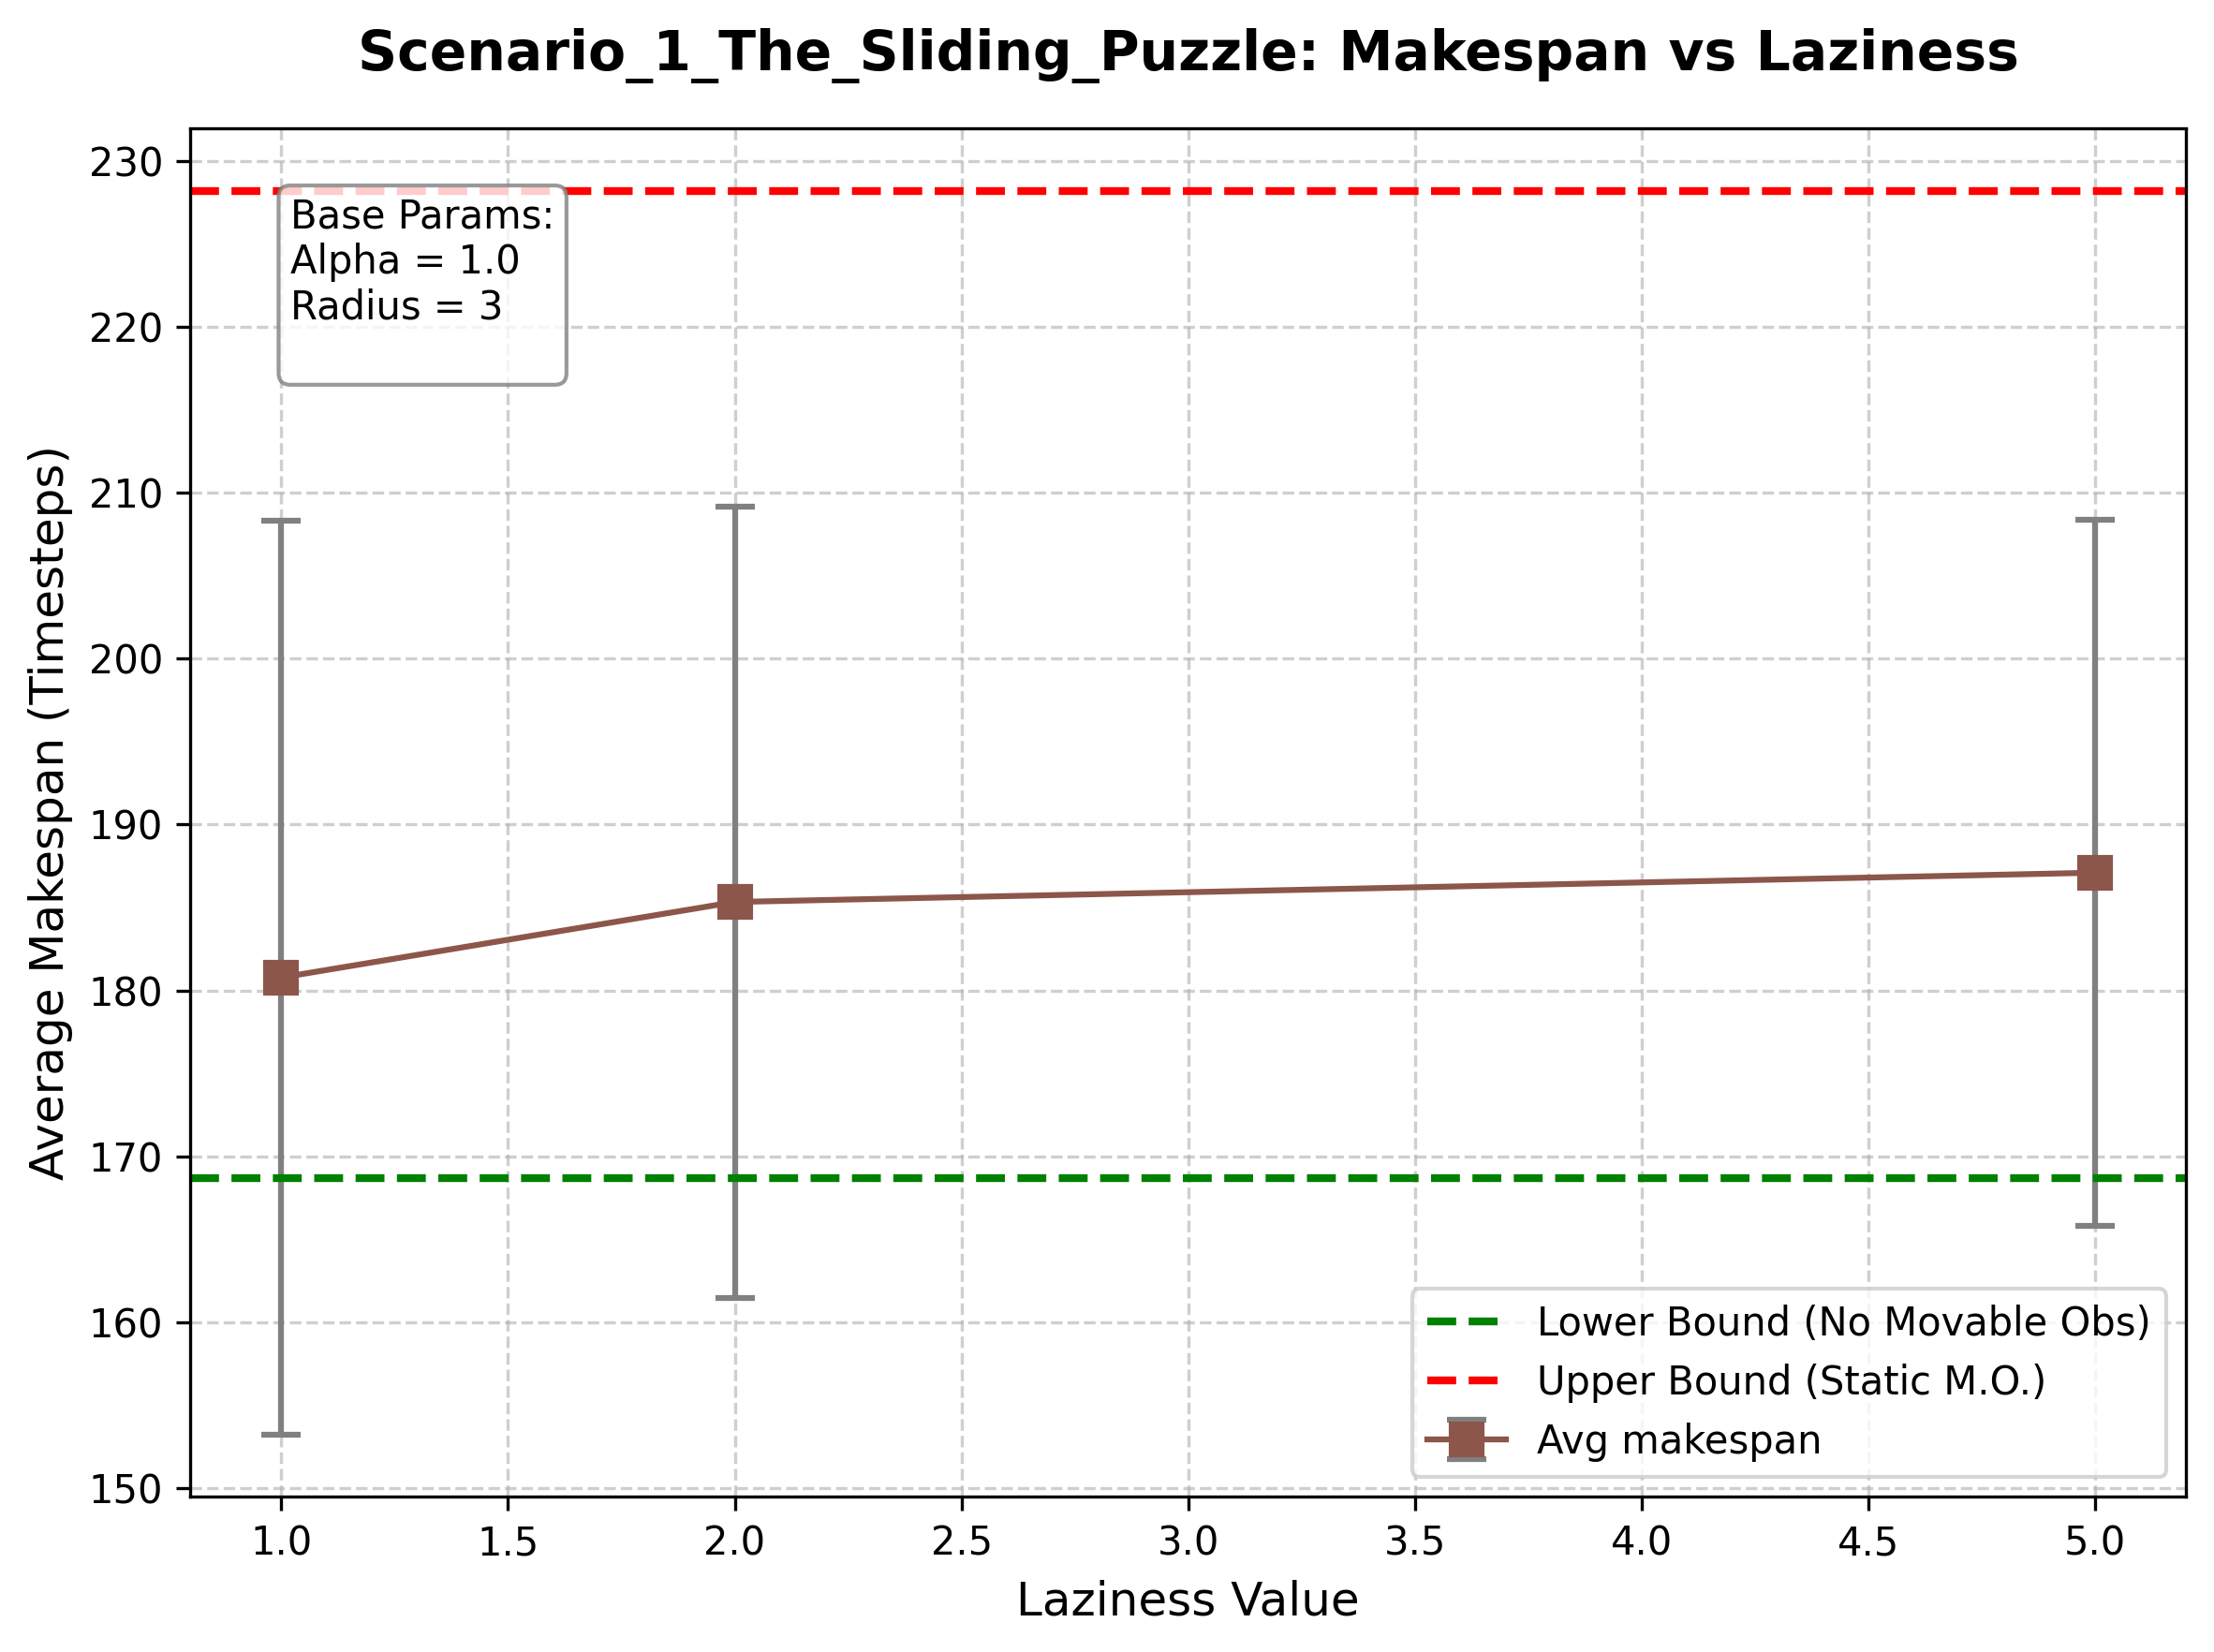 Scenario_1_The_Sliding_Puzzle: Makespan vs Laziness
Average Makespan (Timesteps)
230
220
210
200
190
180
170
160
150
Base Params:
Alpha = 1.0
Radius = 3
Lower Bound (No Movable Obs)
Upper Bound (Static M.O.)
Avg makespan
1.0 1.5 2.0 2.5 3.0 3.5 4.0 4.5 5.0
Laziness Value